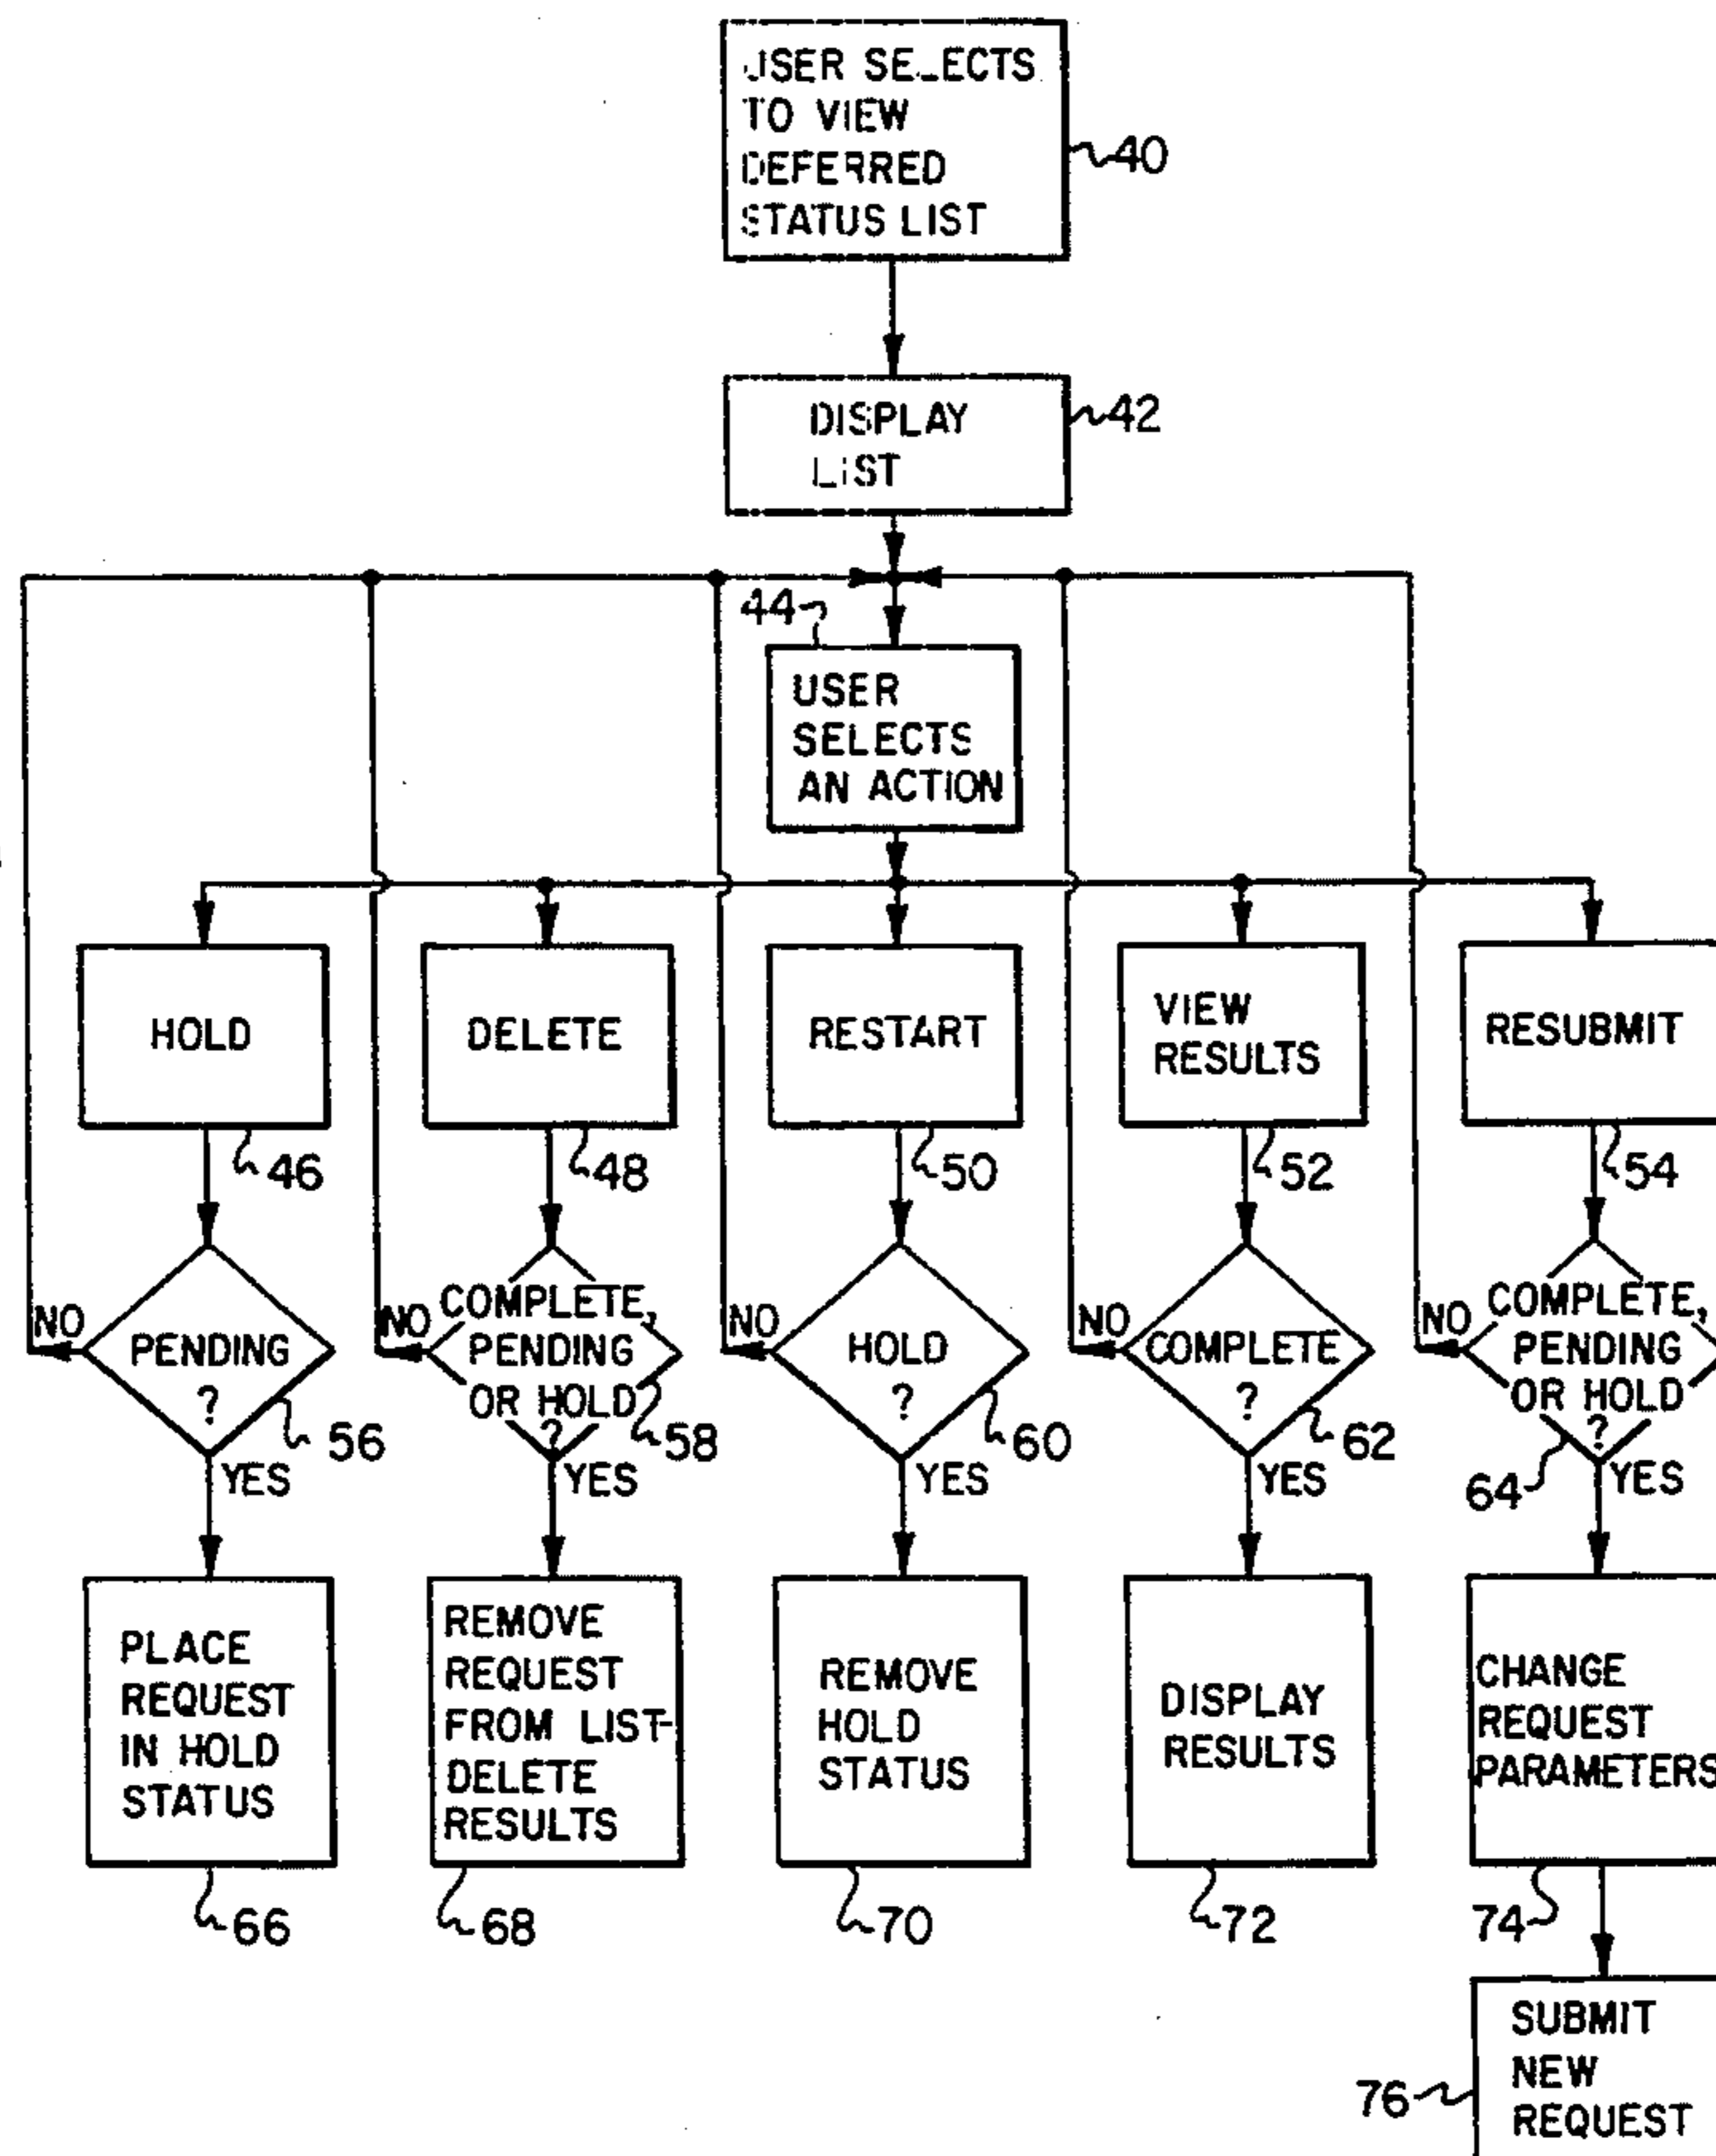 USER SELECTS
TO VIEW
DEFERRED
STATUS LIST
40
DISPLAY
LIST
42
44
USER
SELECTS
AN ACTION
HOLD
46
DELETE
48
RESTART
50
VIEW
RESULTS
52
RESUBMIT
54
NO
PENDING
?
56
YES
NO
COMPLETE,
PENDING
OR HOLD
?
58
YES
NO
HOLD
?
60
YES
NO
COMPLETE
?
62
YES
NO
COMPLETE,
PENDING
OR HOLD
?
64
YES
PLACE
REQUEST
IN HOLD
STATUS
66
REMOVE
REQUEST
FROM LIST-
DELETE
RESULTS
68
REMOVE
HOLD
STATUS
70
DISPLAY
RESULTS
72
CHANGE
REQUEST
PARAMETERS
74
SUBMIT
NEW
REQUEST
76